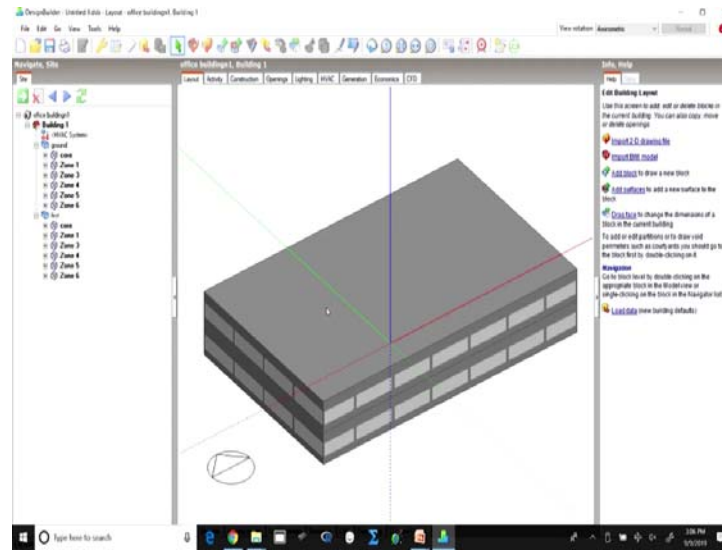 DesignBuilder - Untitled - Layout - office buildings1, Building 1
File Edit Go View Tools Help
View rotation Axonometric
Navigate, Site
office buildings1, Building 1
Info, Help
Site
Layout Activity Construction Openings Lighting HVAC Generation Economics CFD
Help
office buildings1
Building 1
HVAC Systems
ground
core
Zone 1
Zone 3
Zone 4
Zone 5
Zone 6
core
Zone 1
Zone 3
Zone 4
Zone 5
Zone 6
Edit Building Layout
Use this screen to add, edit or delete blocks in
the current building. You can also copy, move
or delete openings
Import 2-D drawing file
Import BIM model
Add block to draw a new block
Add surfaces to add a new surface to the
block
Drag face to change the dimensions of a
block in the current building
To add or edit partitions or to draw void
perimeters such as courtyards you should go to
the block first by double-clicking on it
Navigation
Go to block level by double-clicking on the
appropriate block in the Model view or
single-clicking on the block in the Navigator list
Load data (new building defaults)
Type here to search
3:06 PM
9/9/2019